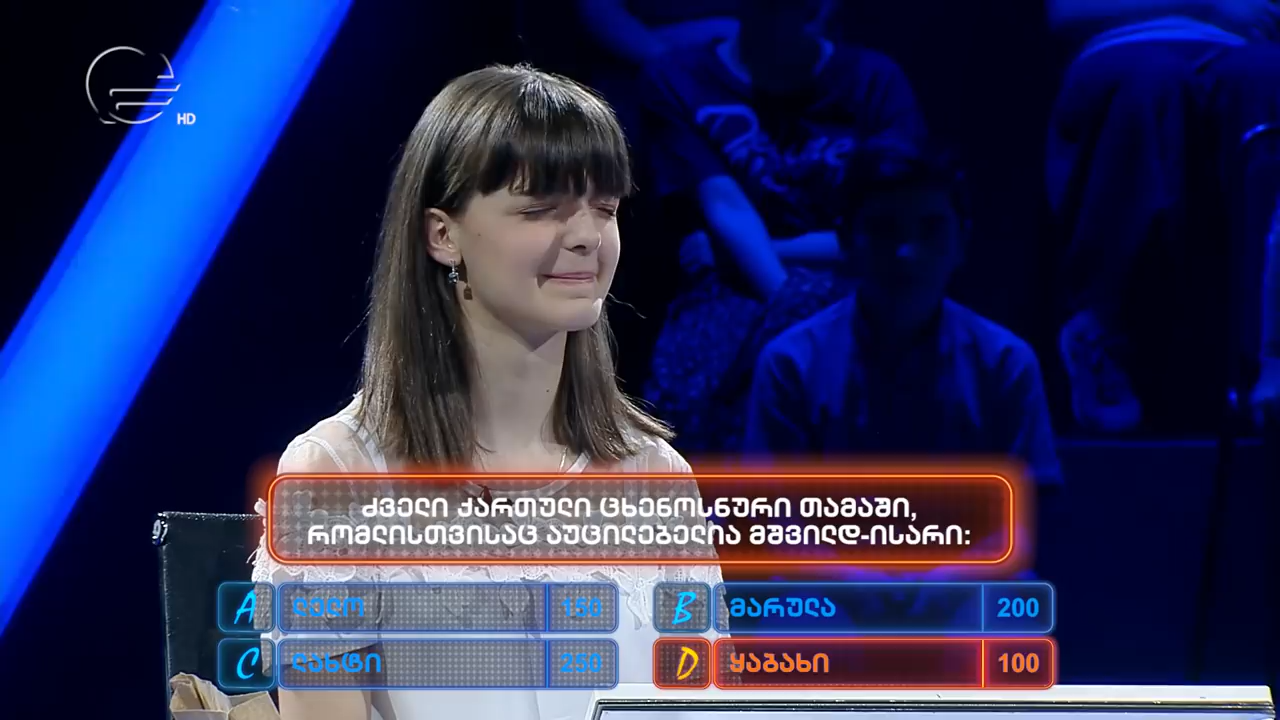 HD
ძველი ქართული ცხენოსნური თამაში,
რომლისთვისაც აუცილებელია მშვილდ-ისარი:
A ლელო 150
B მარულა 200
C ლახტი 250
D ყაბახი 100